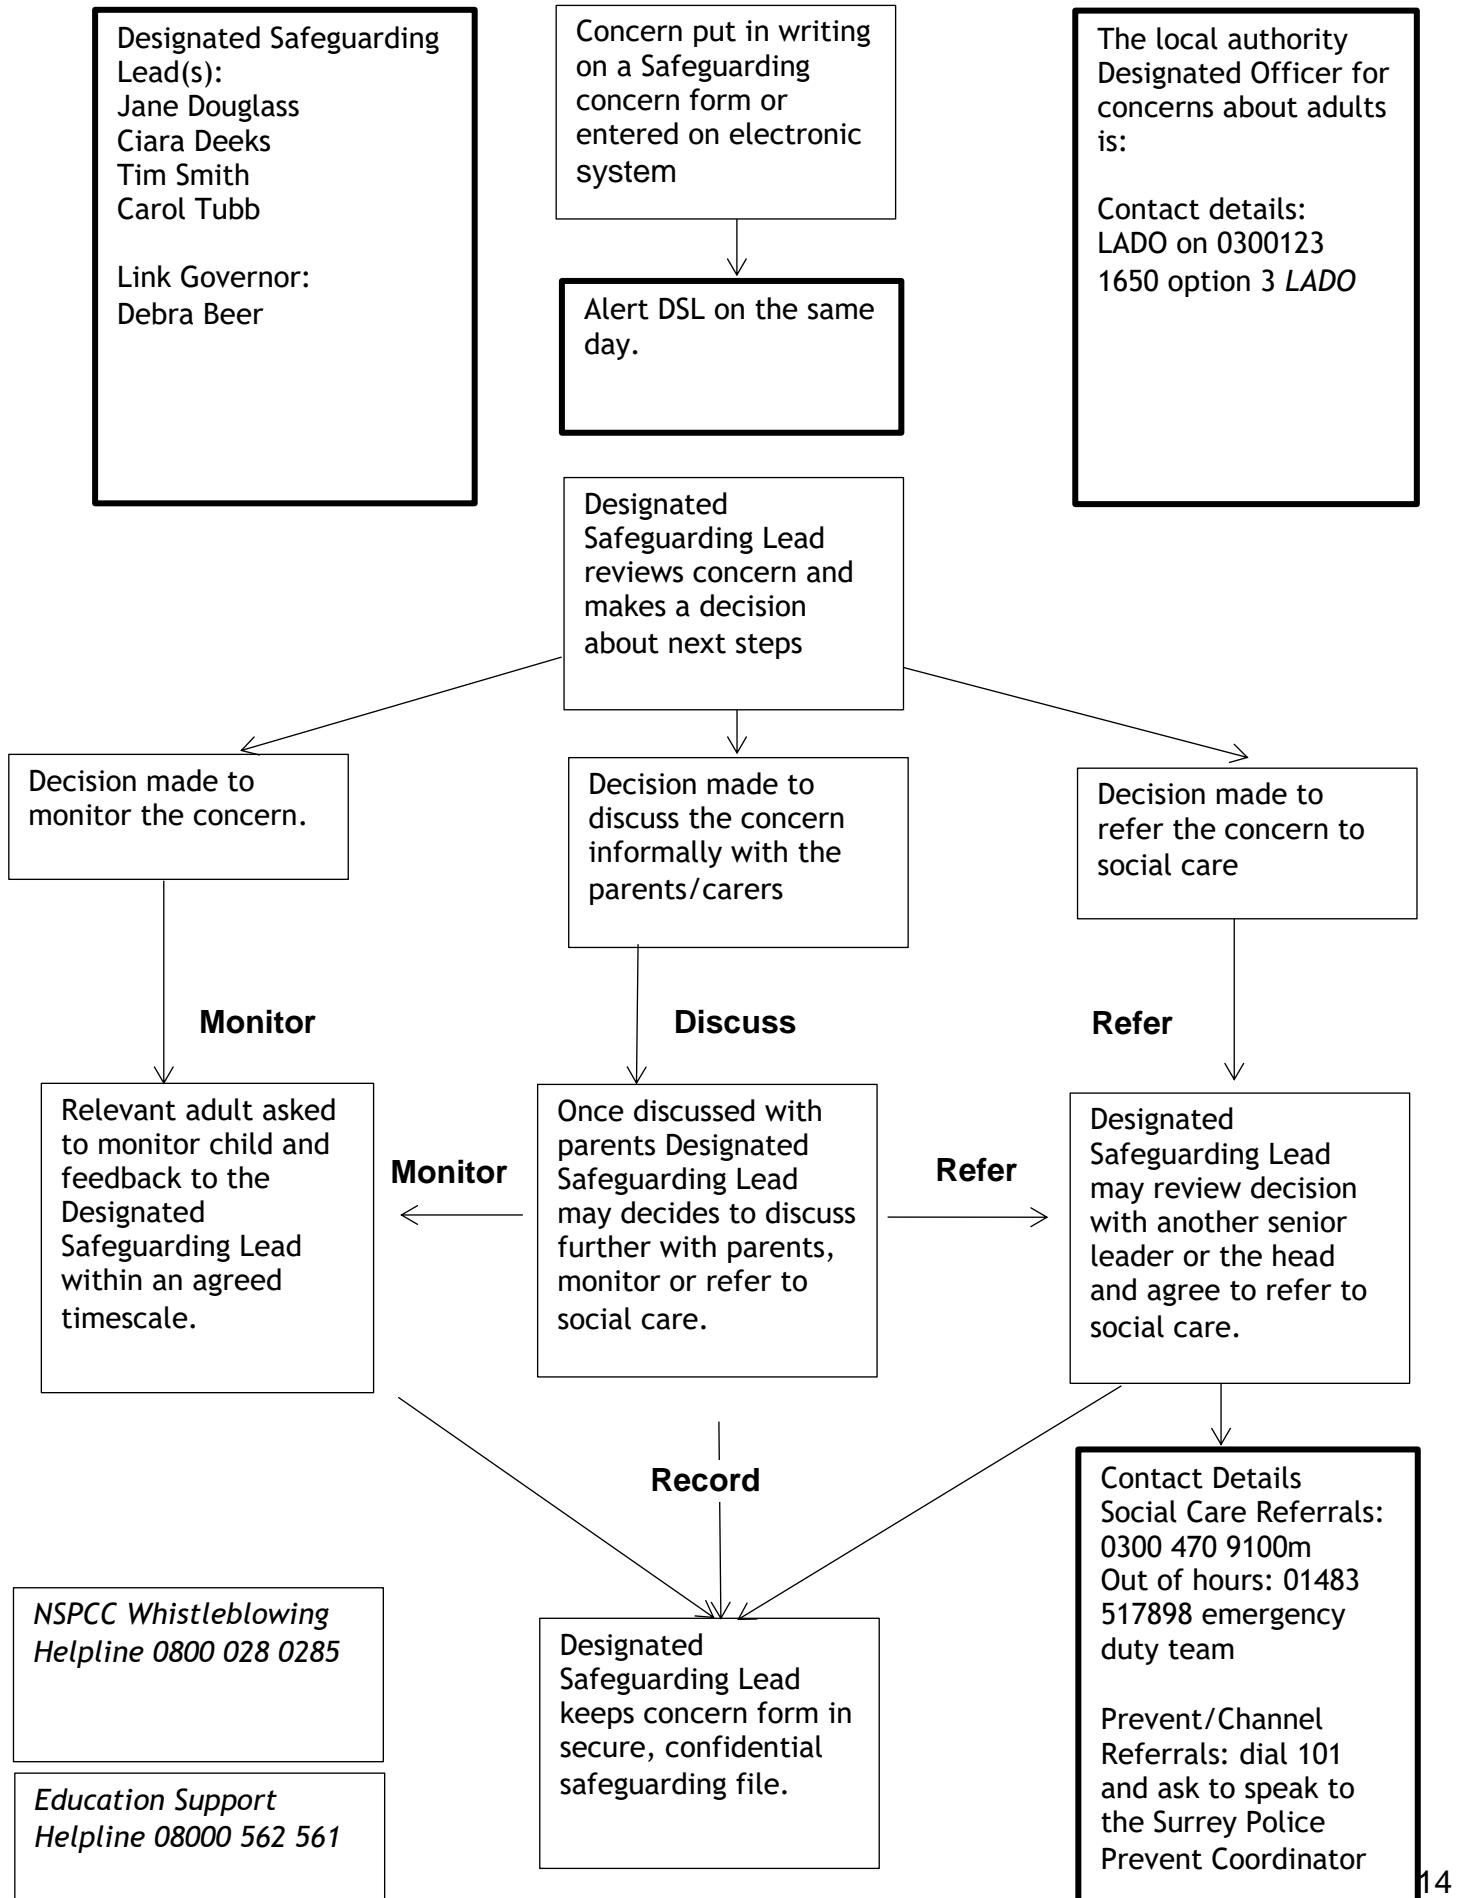 Designated Safeguarding
Lead(s):
Jane Douglass
Ciara Deeks
Tim Smith
Carol Tubb
Link Governor:
Debra Beer
Concern put in writing
on a Safeguarding
concern form or
entered on electronic
system
The local authority
Designated Officer for
concerns about adults
is:
Contact details:
LADO on 0300123
1650 option 3 LADO
Alert DSL on the same
day.
Designated
Safeguarding Lead
reviews concern and
makes a decision
about next steps
Decision made to
monitor the concern.
Decision made to
discuss the concern
informally with the
parents/carers
Decision made to
refer the concern to
social care
Monitor
Discuss
Refer
Relevant adult asked
to monitor child and
feedback to the
Designated
Safeguarding Lead
within an agreed
timescale.
Monitor
Once discussed with
parents Designated
Safeguarding Lead
may decides to discuss
further with parents,
monitor or refer to
social care.
Refer
Designated
Safeguarding Lead
may review decision
with another senior
leader or the head
and agree to refer to
social care.
Record
Contact Details
Social Care Referrals:
0300 470 9100m
Out of hours: 01483
517898 emergency
duty team
Prevent/Channel
Referrals: dial 101
and ask to speak to
the Surrey Police
Prevent Coordinator
NSPCC Whistleblowing
Helpline 0800 028 0285
Designated
Safeguarding Lead
keeps concern form in
secure, confidential
safeguarding file.
Education Support
Helpline 08000 562 561
14